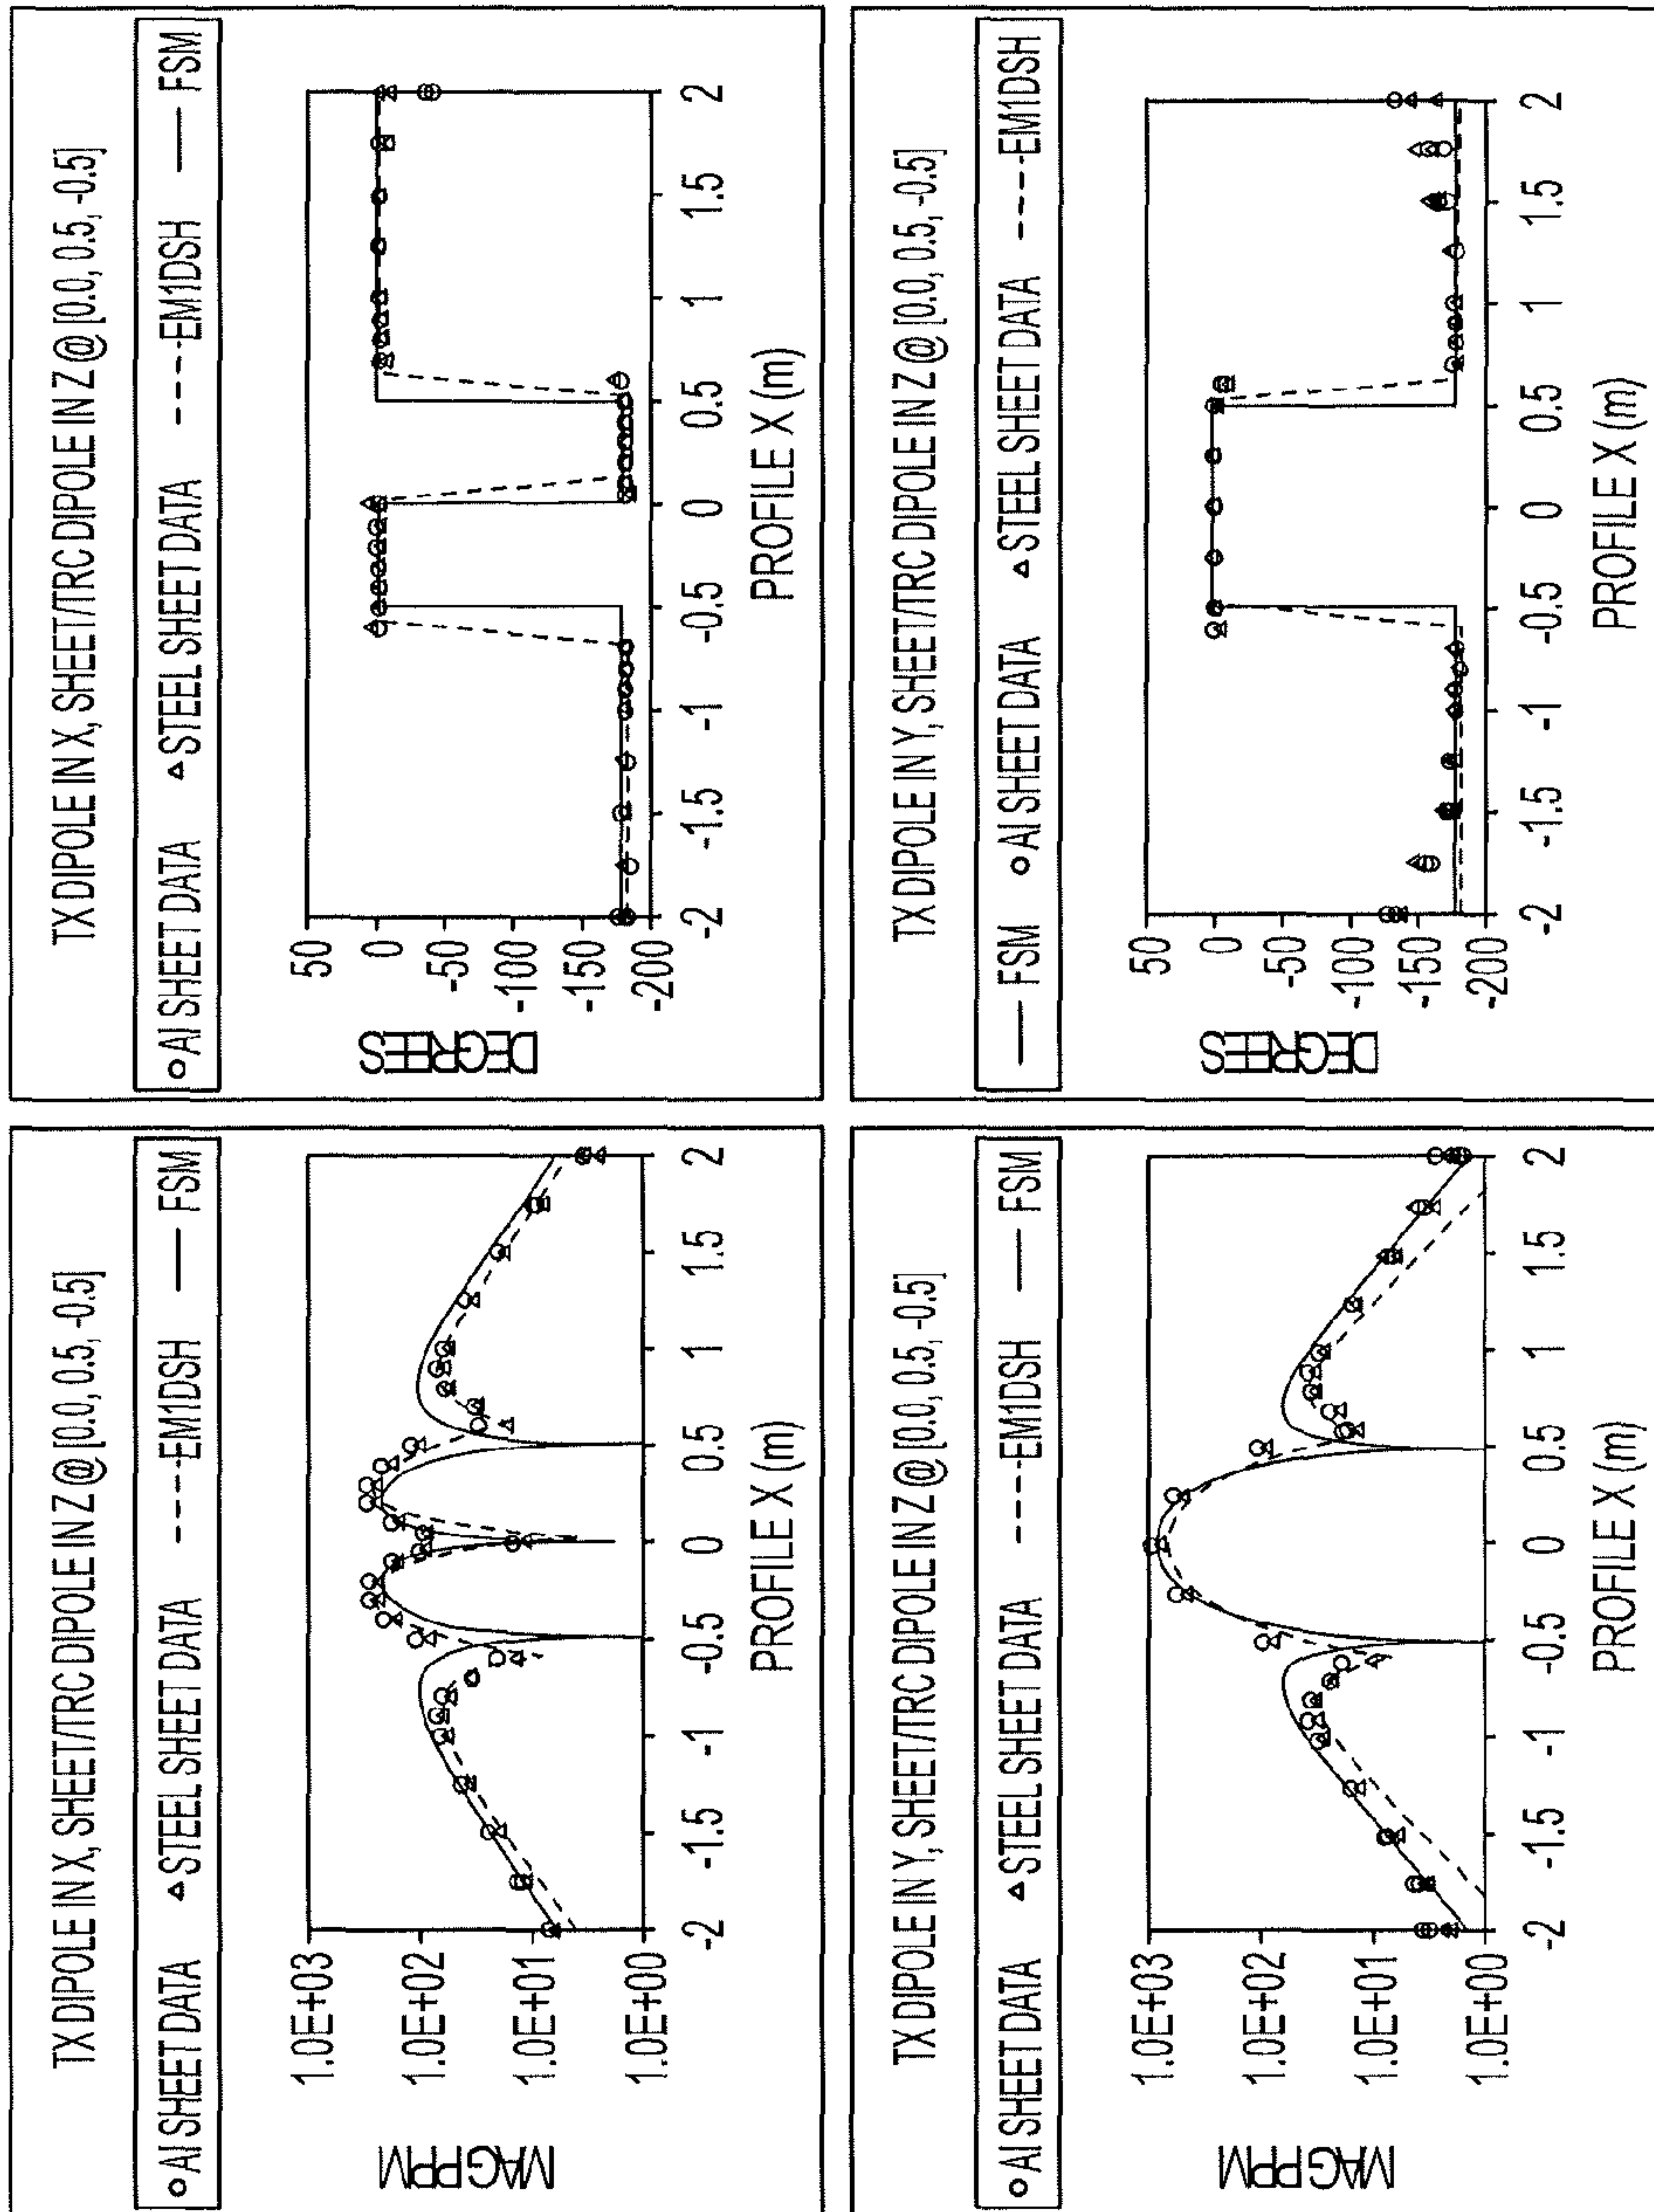 TX DIPOLE IN X, SHEET/TRC DIPOLE IN Z @ [0.0, 0.5, -0.5]
AI SHEET DATA STEEL SHEET DATA EM1DSH FSM
MAG PPM
1.0E+03
1.0E+02
1.0E+01
1.0E+00
-2 -1.5 -1 -0.5 0 0.5 1 1.5 2
PROFILE X (m)
TX DIPOLE IN X, SHEET/TRC DIPOLE IN Z @ [0.0, 0.5, -0.5]
AI SHEET DATA STEEL SHEET DATA EM1DSH FSM
DEGREES
50
0
-50
-100
-150
-200
-2 -1.5 -1 -0.5 0 0.5 1 1.5 2
PROFILE X (m)
TX DIPOLE IN Y, SHEET/TRC DIPOLE IN Z @ [0.0, 0.5, -0.5]
AI SHEET DATA STEEL SHEET DATA EM1DSH FSM
MAG PPM
1.0E+03
1.0E+02
1.0E+01
1.0E+00
-2 -1.5 -1 -0.5 0 0.5 1 1.5 2
PROFILE X (m)
TX DIPOLE IN Y, SHEET/TRC DIPOLE IN Z @ [0.0, 0.5, -0.5]
FSM AI SHEET DATA STEEL SHEET DATA EM1DSH
DEGREES
50
0
-50
-100
-150
-200
-2 -1.5 -1 -0.5 0 0.5 1 1.5 2
PROFILE X (m)